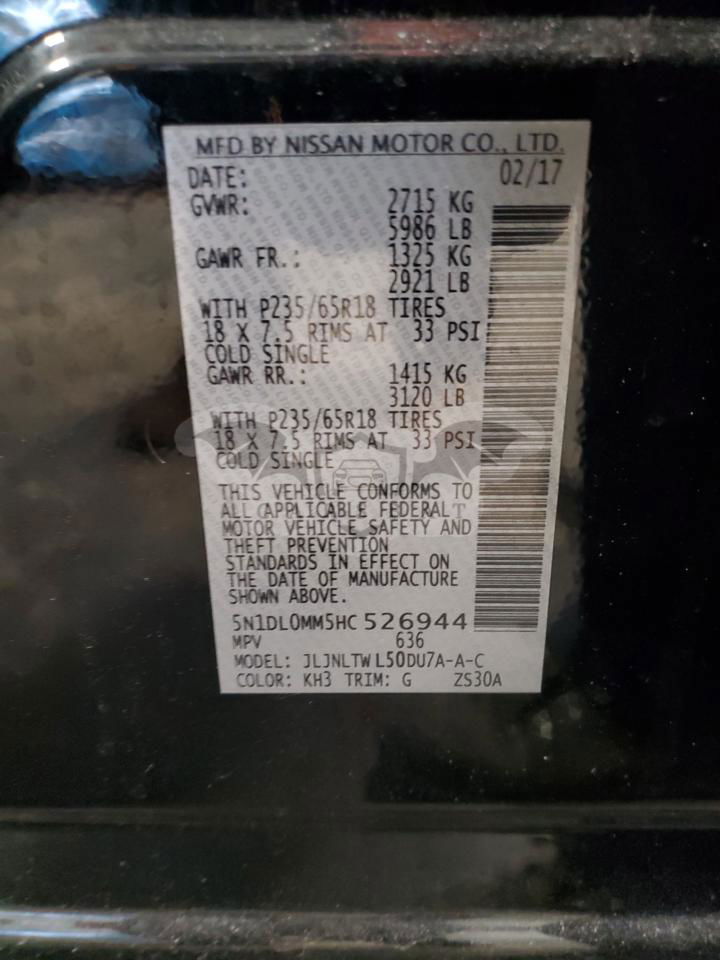 MFD BY NISSAN MOTOR CO., LTD.
DATE: 02/17
GVWR: 2715 KG
5986 LB
GAWR FR.: 1325 KG
2921 LB
WITH P235/65R18 TIRES
18 X 7.5 RIMS AT 33 PSI
COLD SINGLE
GAWR RR.: 1415 KG
3120 LB
WITH P235/65R18 TIRES
18 X 7.5 RIMS AT 33 PSI
COLD SINGLE
THIS VEHICLE CONFORMS TO
ALL APPLICABLE FEDERAL
MOTOR VEHICLE SAFETY AND
THEFT PREVENTION
STANDARDS IN EFFECT ON
THE DATE OF MANUFACTURE
SHOWN ABOVE.
5N1DL0MM5HC 526944
MPV 636
MODEL: JLJNLTW L50DU7A-A-C
COLOR: KH3 TRIM: G ZS30A